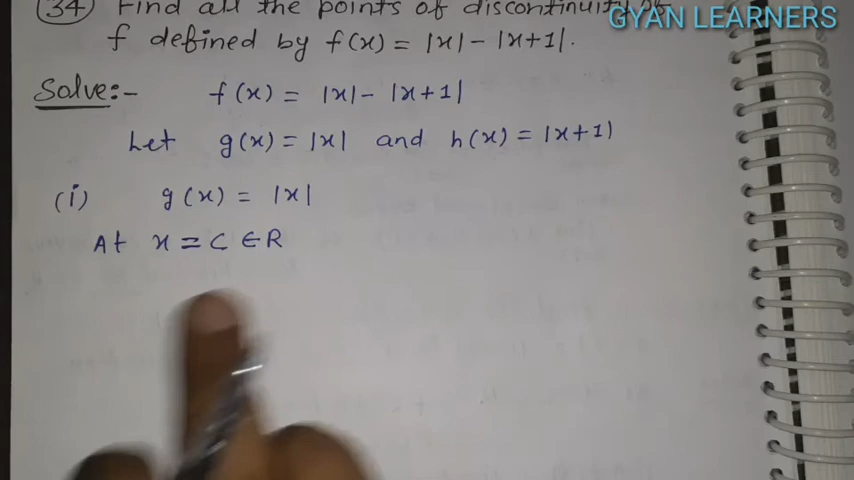 (34) Find all the points of discontinuity of
GYAN LEARNERS
f defined by f(x) = |x| - |x+1|.
Solve:- f(x) = |x| - |x+1|
Let g(x) = |x| and h(x) = |x+1|
(i) g(x) = |x|
At x = C ∈ R